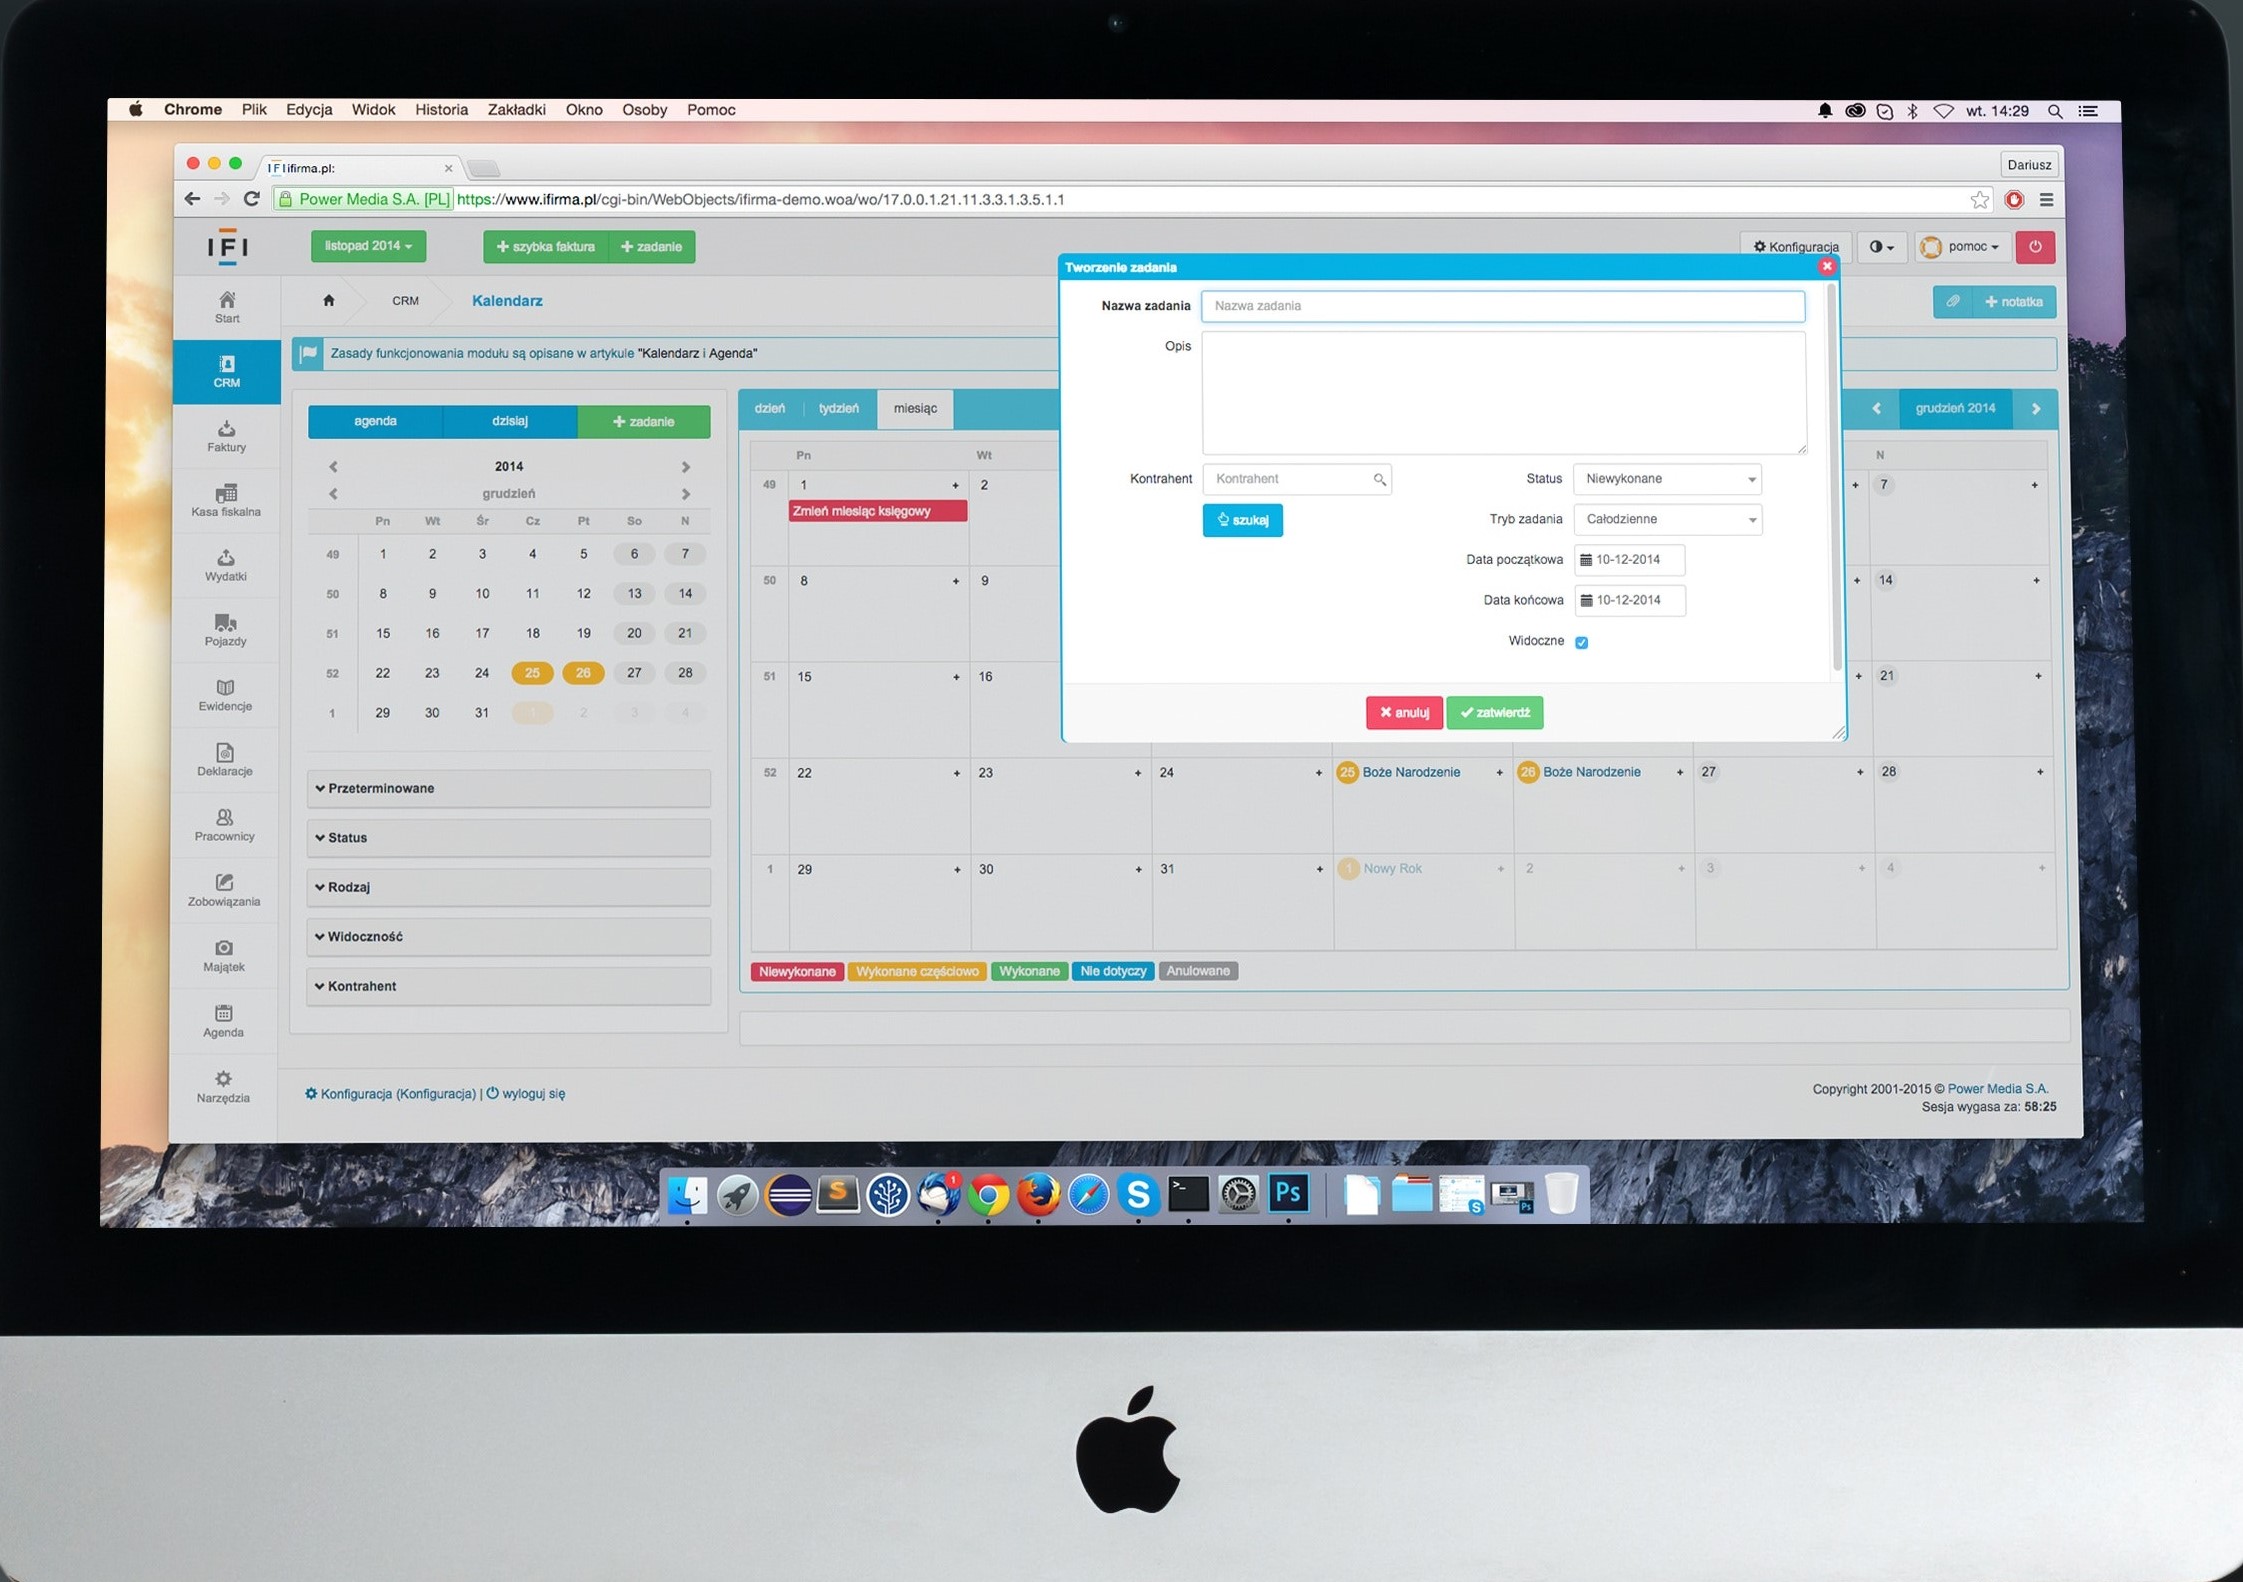 Chrome Plik Edycja Widok Historia Zakładki Okno Osoby Pomoc wt. 14:29
IFI ifirma.pl: Dariusz
Power Media S.A. [PL] https://www.ifirma.pl/cgi-bin/WebObjects/ifirma-demo.woa/wo/17.0.0.1.21.11.3.3.1.3.5.1.1
IFI listopad 2014 + szybka faktura + zadanie Konfiguracja pomoc
Start
CRM
Faktury
Kasa fiskalna
Wydatki
Pojazdy
Ewidencje
Deklaracje
Pracownicy
Zobowiązania
Majątek
Agenda
Narzędzia
CRM Kalendarz + notatka
Zasady funkcjonowania modułu są opisane w artykule "Kalendarz i Agenda"
agenda dzisiaj + zadanie
2014
grudzień
Pn Wt Śr Cz Pt So N
49 1 2 3 4 5 6 7
50 8 9 10 11 12 13 14
51 15 16 17 18 19 20 21
52 22 23 24 25 26 27 28
1 29 30 31 1 2 3 4
Przeterminowane
Status
Rodzaj
Widoczność
Kontrahent
dzień tydzień miesiąc grudzień 2014
Pn Wt N
49 1 + 2 + 7 +
Zmień miesiąc księgowy
50 8 + 9 + 14 +
51 15 + 16 + 21 +
52 22 + 23 + 24 + 25 Boże Narodzenie + 26 Boże Narodzenie + 27 + 28 +
1 29 + 30 + 31 + 1 Nowy Rok + 2 + 3 + 4 +
Niewykonane Wykonane częściowo Wykonane Nie dotyczy Anulowane
Tworzenie zadania
Nazwa zadania Nazwa zadania
Opis
Kontrahent Kontrahent Status Niewykonane
szukaj Tryb zadania Całodzienne
Data początkowa 10-12-2014
Data końcowa 10-12-2014
Widoczne
anuluj zatwierdź
Konfiguracja (Konfiguracja) | wyloguj się
Copyright 2001-2015 © Power Media S.A.
Sesja wygasa za: 58:25
1
S
S
>_
Ps
S
Ps